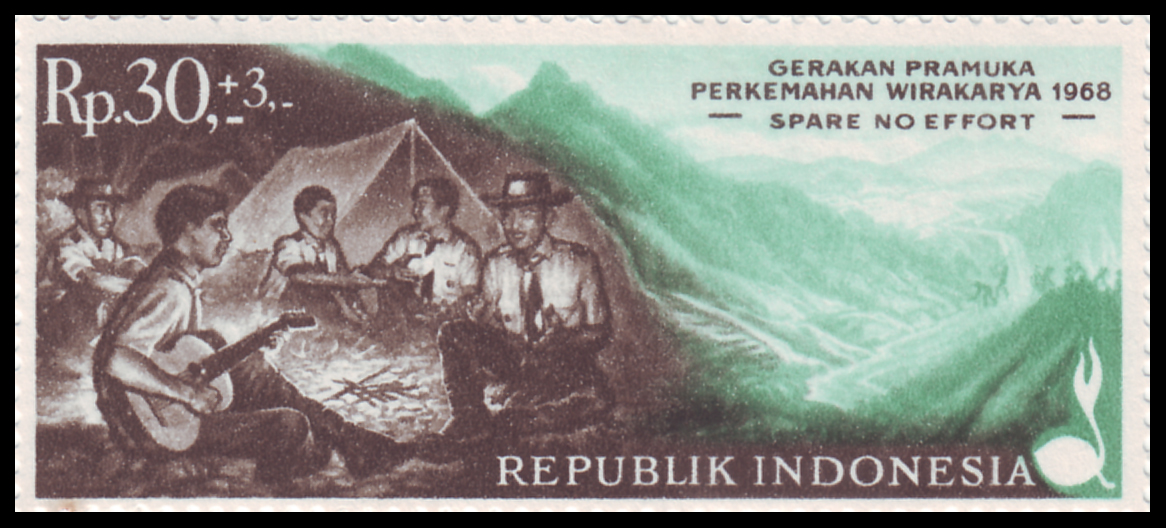 Rp.30,- +3,-
GERAKAN PRAMUKA
PERKEMAHAN WIRAKARYA 1968
— SPARE NO EFFORT —
REPUBLIK INDONESIA